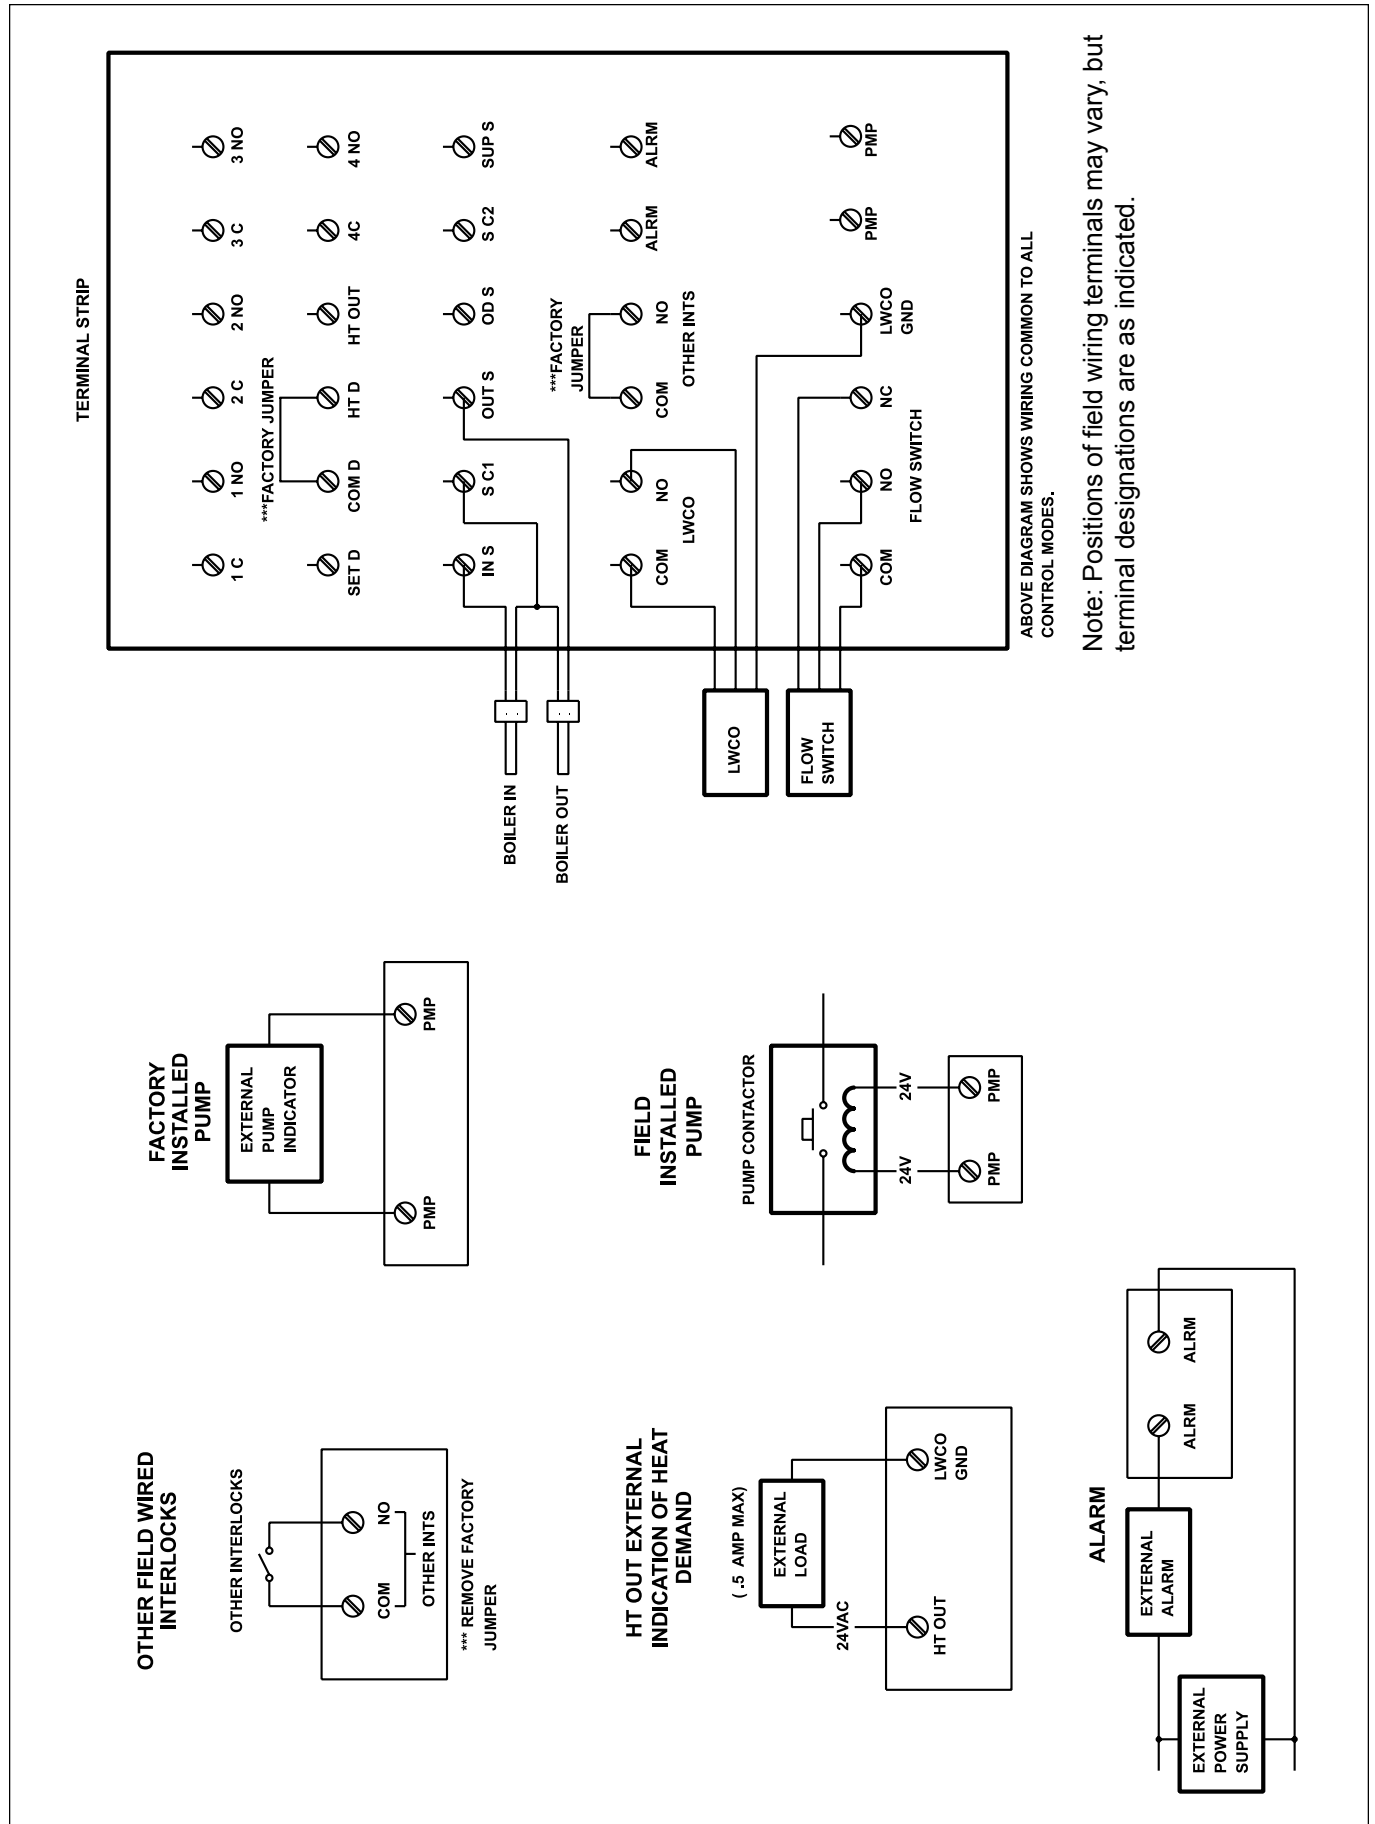 TERMINAL STRIP
1 C
1 NO
2 C
2 NO
3 C
3 NO
***FACTORY JUMPER
SET D
COM D
HT D
HT OUT
4C
4 NO
IN S
S C1
OUT S
OD S
S C2
SUP S
***FACTORY
JUMPER
COM
NO
LWCO
COM
NO
OTHER INTS
ALRM
ALRM
COM
NO
NC
FLOW SWITCH
LWCO
GND
PMP
PMP
BOILER IN
BOILER OUT
LWCO
FLOW
SWITCH
ABOVE DIAGRAM SHOWS WIRING COMMON TO ALL
CONTROL MODES.
Note: Positions of field wiring terminals may vary, but
terminal designations are as indicated.
OTHER FIELD WIRED
INTERLOCKS
OTHER INTERLOCKS
COM
NO
OTHER INTS
*** REMOVE FACTORY
JUMPER
FACTORY
INSTALLED
PUMP
EXTERNAL
PUMP
INDICATOR
PMP
PMP
HT OUT EXTERNAL
INDICATION OF HEAT
DEMAND
( .5 AMP MAX)
EXTERNAL
LOAD
24VAC
HT OUT
LWCO
GND
FIELD
INSTALLED
PUMP
PUMP CONTACTOR
24V
24V
PMP
PMP
ALARM
EXTERNAL
POWER
SUPPLY
EXTERNAL
ALARM
ALRM
ALRM